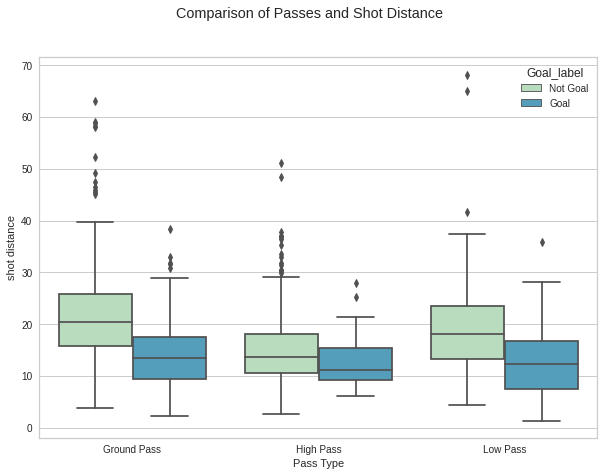 Comparison of Passes and Shot Distance
70
60
50
40
30
20
10
0
shot distance
Goal_label
Not Goal
Goal
Ground Pass
High Pass
Low Pass
Pass Type